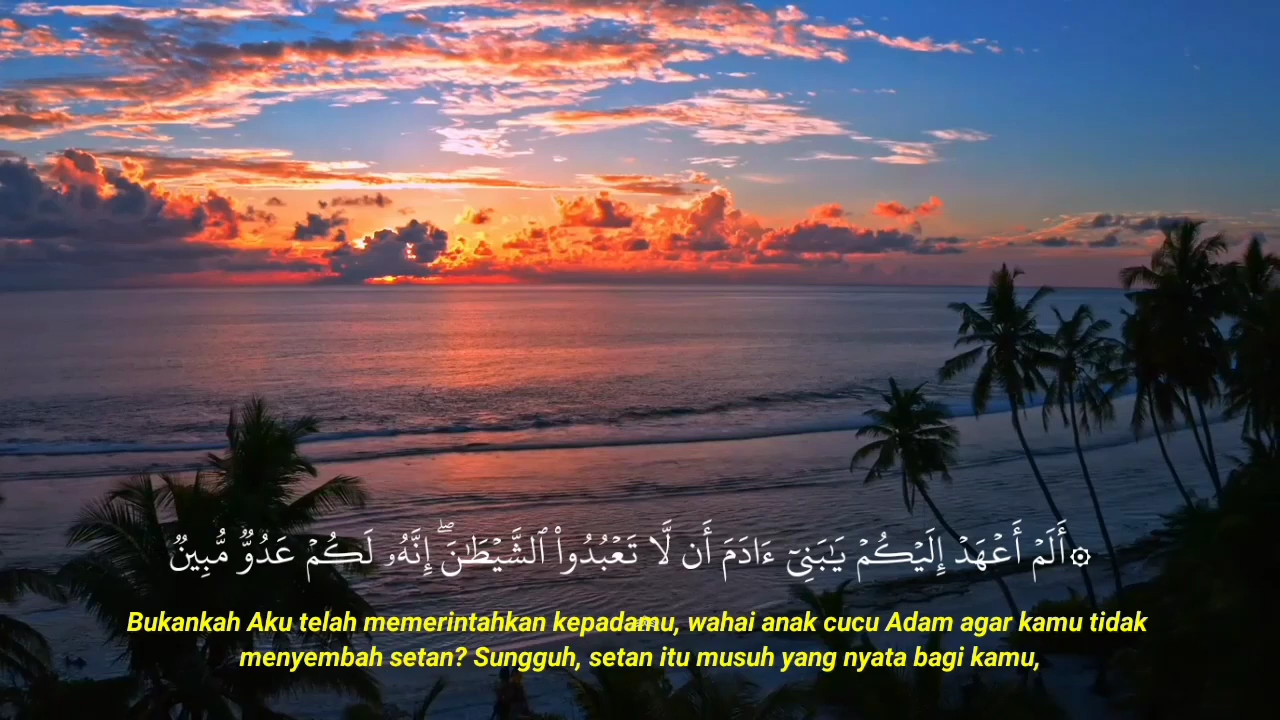 ۞أَلَمۡ أَعۡهَدۡ إِلَيۡكُمۡ يَٰبَنِيٓ ءَادَمَ أَن لَّا تَعۡبُدُواْ ٱلشَّيۡطَٰنَۖ إِنَّهُۥ لَكُمۡ عَدُوّٞ مُّبِينٞ
Bukankah Aku telah memerintahkan kepadamu, wahai anak cucu Adam agar kamu tidak
menyembah setan? Sungguh, setan itu musuh yang nyata bagi kamu,